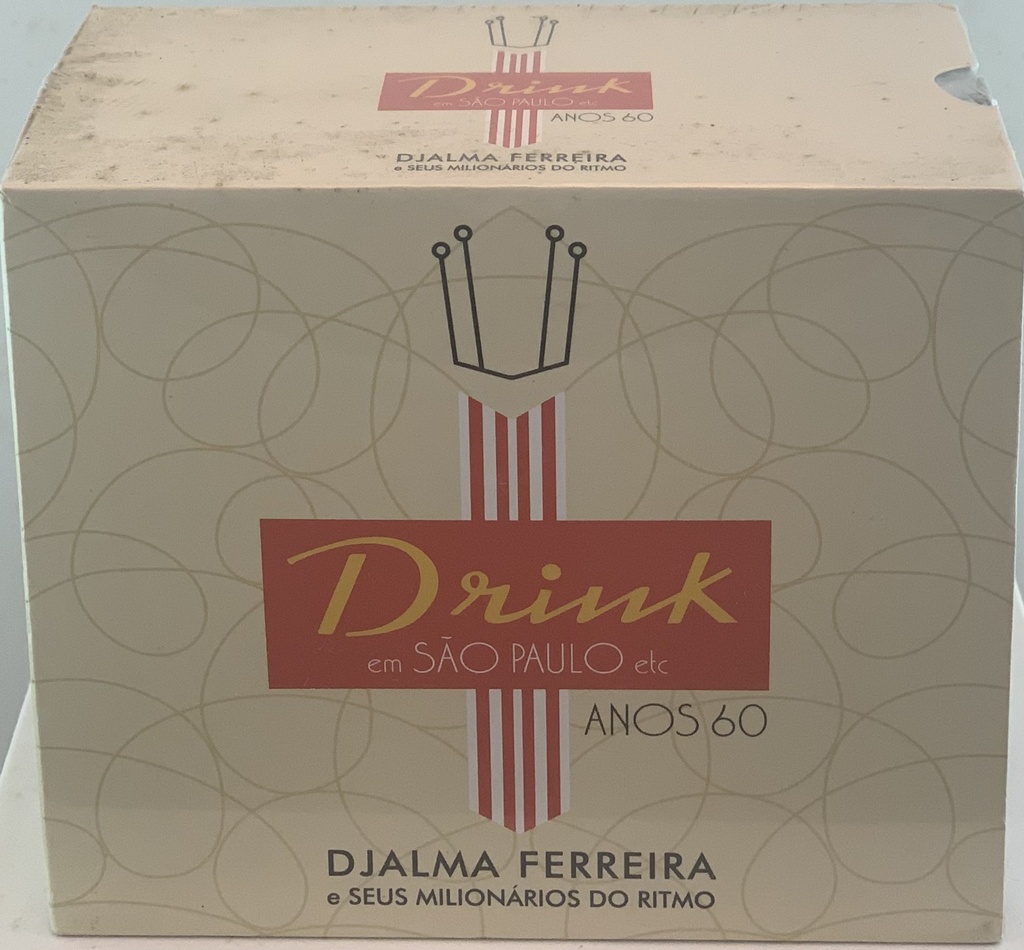 Drink
em SÃO PAULO etc
ANOS 60
DJALMA FERREIRA
e SEUS MILIONÁRIOS DO RITMO
Drink
em SÃO PAULO etc
ANOS 60
DJALMA FERREIRA
e SEUS MILIONÁRIOS DO RITMO